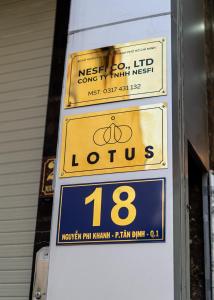 NESFI CO., LTD
CÔNG TY TNHH NESFI
MST: 0317 431 132
LOTUS
18
NGUYỄN PHI KHANH - P.TÂN ĐỊNH - Q.1